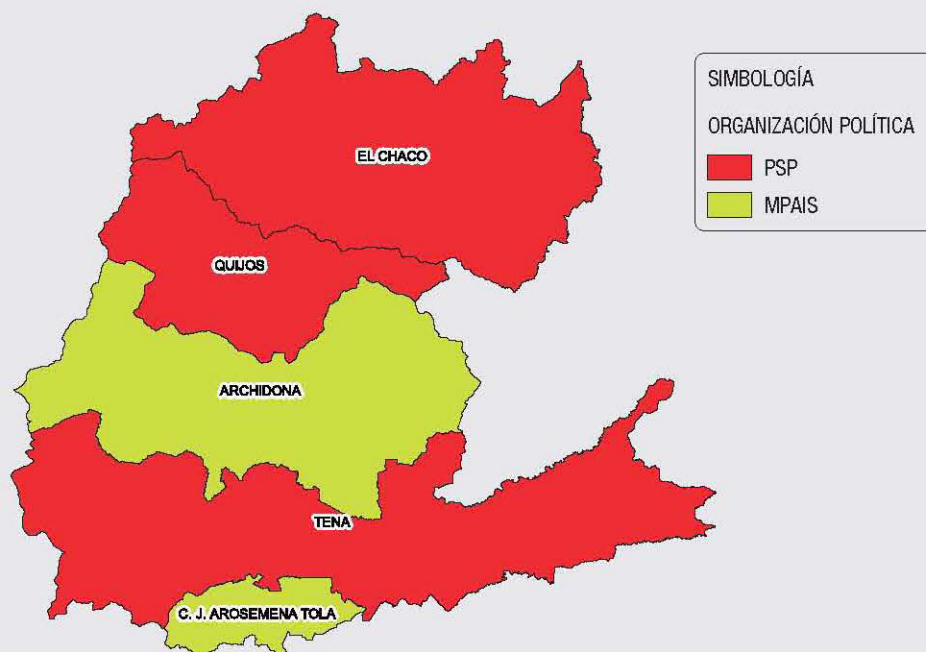 SIMBOLOGÍA
ORGANIZACIÓN POLÍTICA
PSP
MPAIS
EL CHACO
QUIJOS
ARCHIDONA
TENA
C. J. AROSEMENA TOLA